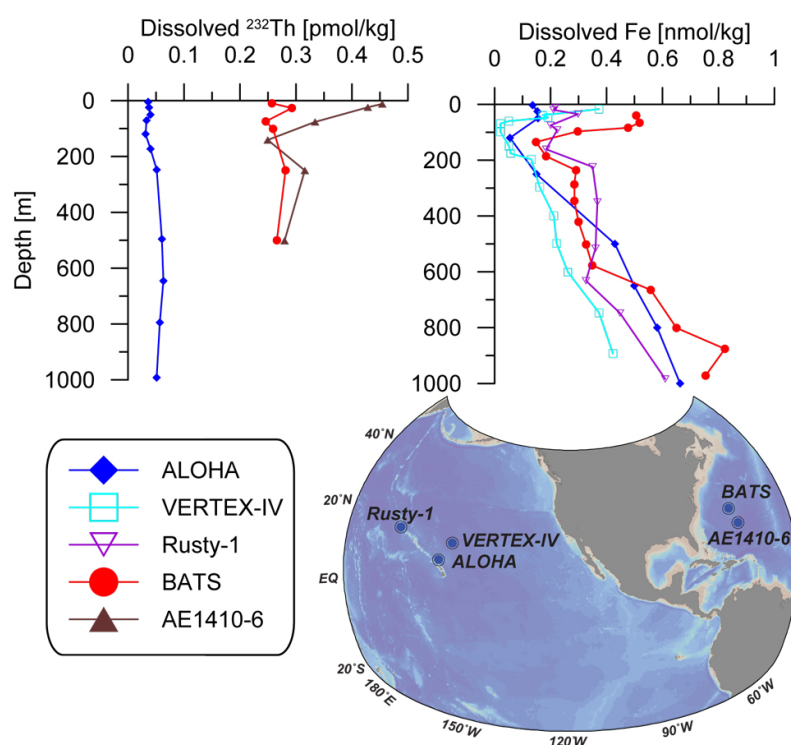 Dissolved ²³²Th [pmol/kg]
0 0.1 0.2 0.3 0.4 0.5
Depth [m]
0
200
400
600
800
1000
Dissolved Fe [nmol/kg]
0 0.2 0.4 0.6 0.8 1
0
200
400
600
800
1000
ALOHA
VERTEX-IV
Rusty-1
BATS
AE1410-6
40˚N
20˚N
EQ
20˚S
180˚E
150˚W
120˚W
90˚W
60˚W
Rusty-1
VERTEX-IV
ALOHA
BATS
AE1410-6